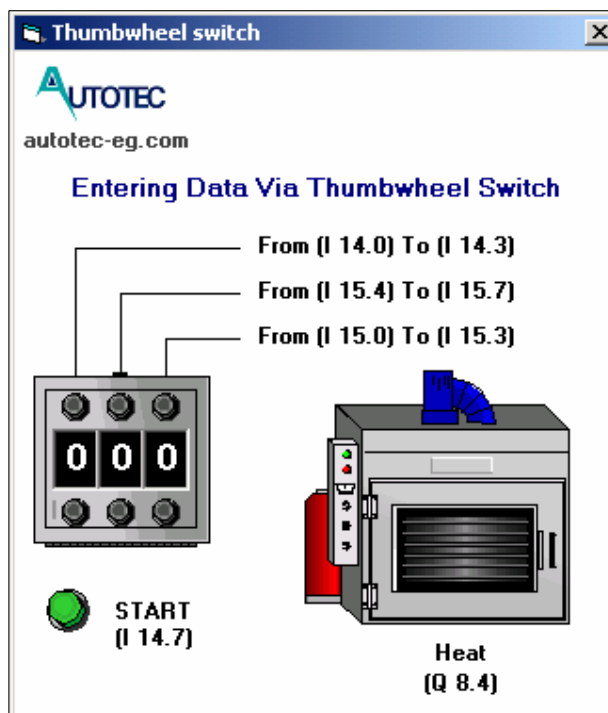 Thumbwheel switch
AUTOTEC
autotec-eg.com
Entering Data Via Thumbwheel Switch
From (I 14.0) To (I 14.3)
From (I 15.4) To (I 15.7)
From (I 15.0) To (I 15.3)
0 0 0
START
(I 14.7)
Heat
(Q 8.4)